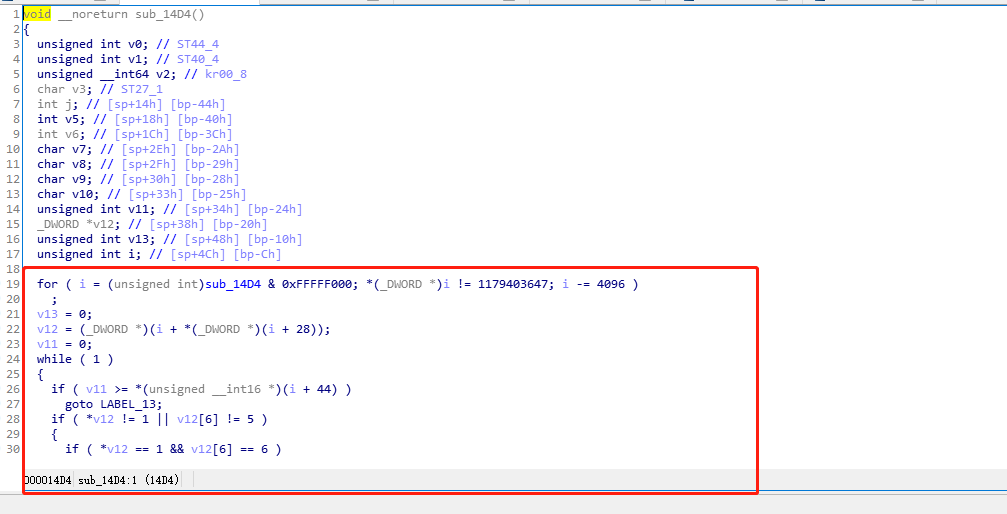 1 void __noreturn sub_14D4()
2 {
3 unsigned int v0; // ST44_4
4 unsigned int v1; // ST40_4
5 unsigned __int64 v2; // kr00_8
6 char v3; // ST27_1
7 int j; // [sp+14h] [bp-44h]
8 int v5; // [sp+18h] [bp-40h]
9 int v6; // [sp+1Ch] [bp-3Ch]
10 char v7; // [sp+2Eh] [bp-2Ah]
11 char v8; // [sp+2Fh] [bp-29h]
12 char v9; // [sp+30h] [bp-28h]
13 char v10; // [sp+33h] [bp-25h]
14 unsigned int v11; // [sp+34h] [bp-24h]
15 _DWORD *v12; // [sp+38h] [bp-20h]
16 unsigned int v13; // [sp+48h] [bp-10h]
17 unsigned int i; // [sp+4Ch] [bp-Ch]
18
19 for ( i = (unsigned int)sub_14D4 & 0xFFFFF000; *(_DWORD *)i != 1179403647; i -= 4096 )
20 ;
21 v13 = 0;
22 v12 = (_DWORD *)(i + *(_DWORD *)(i + 28));
23 v11 = 0;
24 while ( 1 )
25 {
26 if ( v11 >= *(unsigned __int16 *)(i + 44) )
27 goto LABEL_13;
28 if ( *v12 != 1 || v12[6] != 5 )
29 {
30 if ( *v12 == 1 && v12[6] == 6 )
000014D4 sub_14D4:1 (14D4)